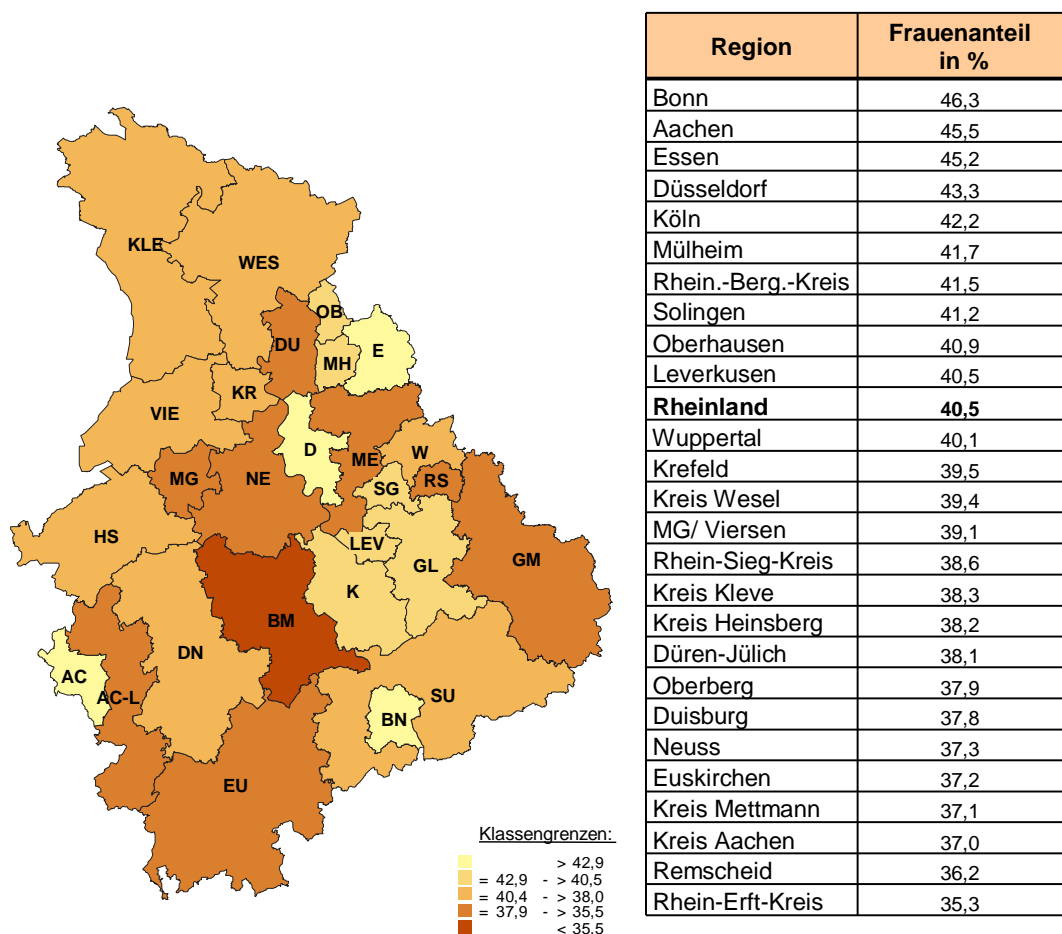 Region Frauenanteil in %
Bonn 46,3
Aachen 45,5
Essen 45,2
Düsseldorf 43,3
Köln 42,2
Mülheim 41,7
Rhein.-Berg.-Kreis 41,5
Solingen 41,2
Oberhausen 40,9
Leverkusen 40,5
Rheinland 40,5
Wuppertal 40,1
Krefeld 39,5
Kreis Wesel 39,4
MG/ Viersen 39,1
Rhein-Sieg-Kreis 38,6
Kreis Kleve 38,3
Kreis Heinsberg 38,2
Düren-Jülich 38,1
Oberberg 37,9
Duisburg 37,8
Neuss 37,3
Euskirchen 37,2
Kreis Mettmann 37,1
Kreis Aachen 37,0
Remscheid 36,2
Rhein-Erft-Kreis 35,3
KLE
WES
OB
DU
MH
E
KR
VIE
D
W
ME
MG
NE
SG
RS
HS
LEV
GL
GM
K
BM
DN
AC
AC-L
SU
BN
EU
Klassengrenzen:
> 42,9
= 42,9 - > 40,5
= 40,4 - > 38,0
= 37,9 - > 35,5
< 35,5